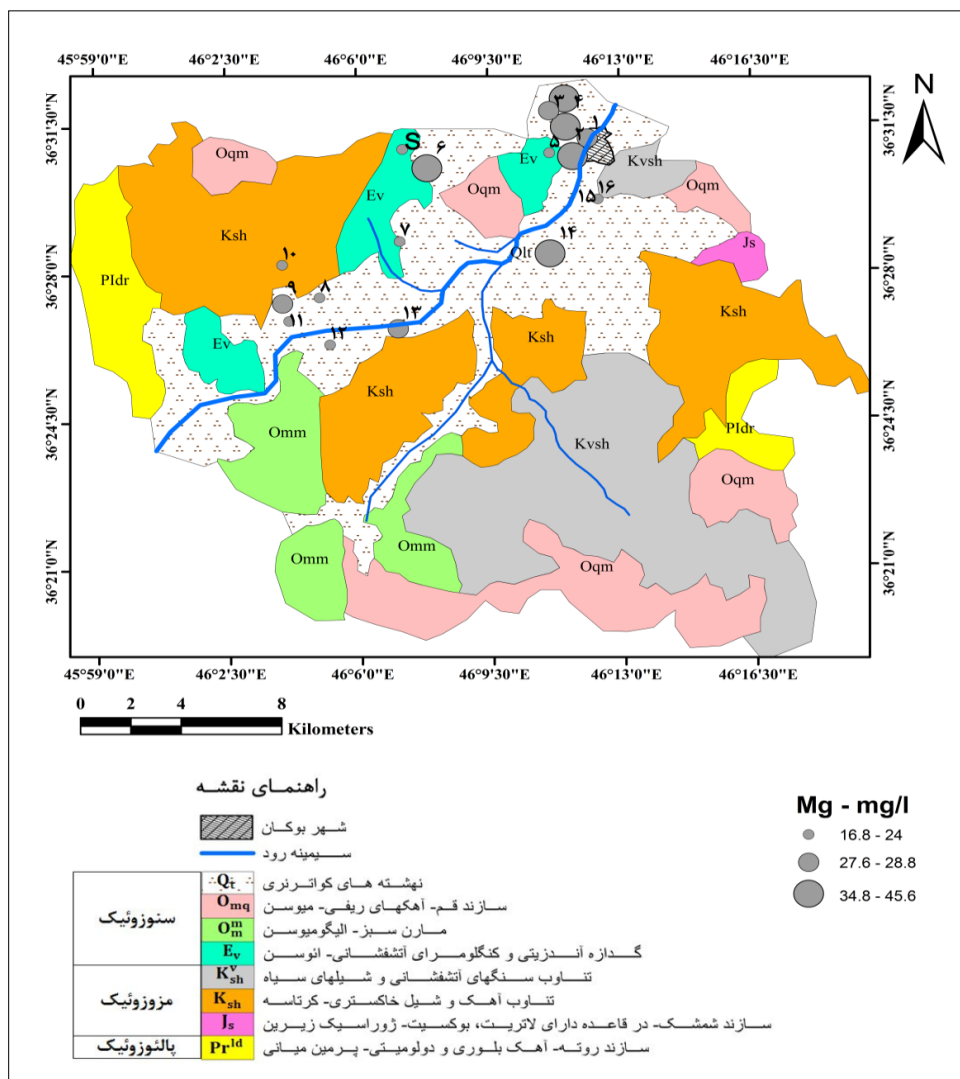 45°59'0"E 46°2'30"E 46°6'0"E 46°9'30"E 46°13'0"E 46°16'30"E
N
۳ ۴
36°31'30"N ۲ ۱ 36°31'30"N
S ۶ Ev ۵ Kvsh
Oqm Oqm Oqm
Ev ۱۵ ۱۶
Ksh ۷ ۱۴ Js
Qlt
۱۰
36°28'0"N PIdr 36°28'0"N
۹ ۸
۱۱ ۱۳ Ksh Ksh
Ev ۱۲
Ksh
36°24'30"N Omm Kvsh PIdr 36°24'30"N
Oqm
Omm Omm Oqm
36°21'0"N 36°21'0"N
45°59'0"E 46°2'30"E 46°6'0"E 46°9'30"E 46°13'0"E 46°16'30"E
0 2 4 8
Kilometers
راهنمای نقشه
شهر بوکان
سیمینه رود
Mg - mg/l
16.8 - 24
27.6 - 28.8
34.8 - 45.6
سنوزوئیک
Qt نهشته های کواترنری
Omq سازند قم- آهکهای ریفی- میوسن
Omm مارن سبز- الیگومیوسن
Ev گدازه آندزیتی و کنگلومرای آتشفشانی- ائوسن
مزوزوئیک
Kvsh تناوب سنگهای آتشفشانی و شیلهای سیاه
Ksh تناوب آهک و شیل خاکستری- کرتاسه
Js سازند شمشک- در قاعده دارای لاتریت، بوکسیت- ژوراسیک زیرین
پالئوزوئیک
Prld سازند روته- آهک بلوری و دولومیتی- پرمین میانی